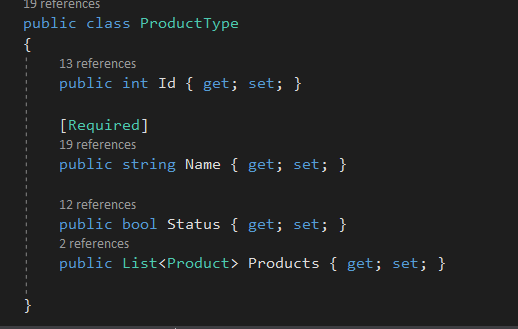 19 references
public class ProductType
{
13 references
public int Id { get; set; }
[Required]
19 references
public string Name { get; set; }
12 references
public bool Status { get; set; }
2 references
public List<Product> Products { get; set; }
}